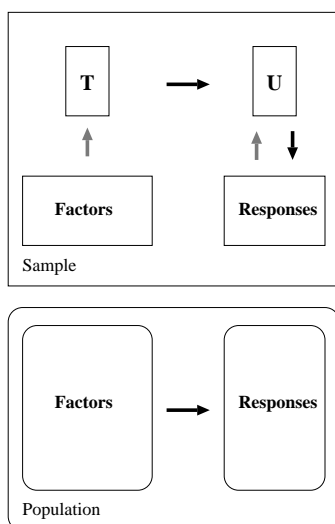 T U
Factors Responses
Sample
Factors Responses
Population